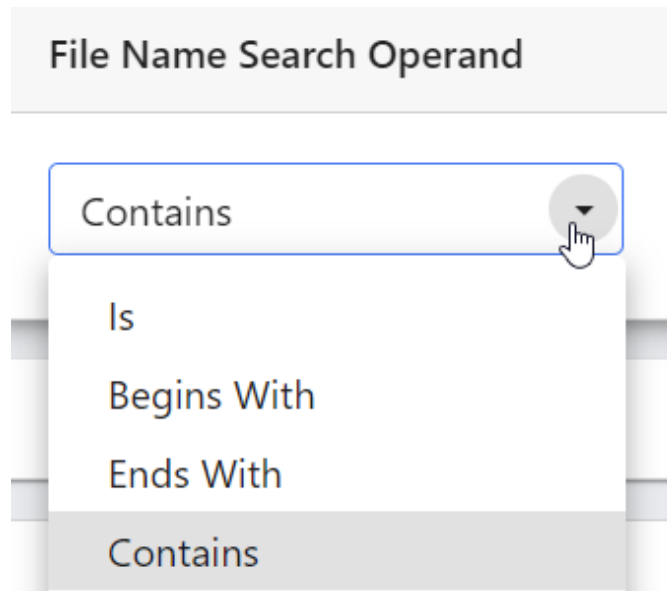 File Name Search Operand
Contains
Is
Begins With
Ends With
Contains